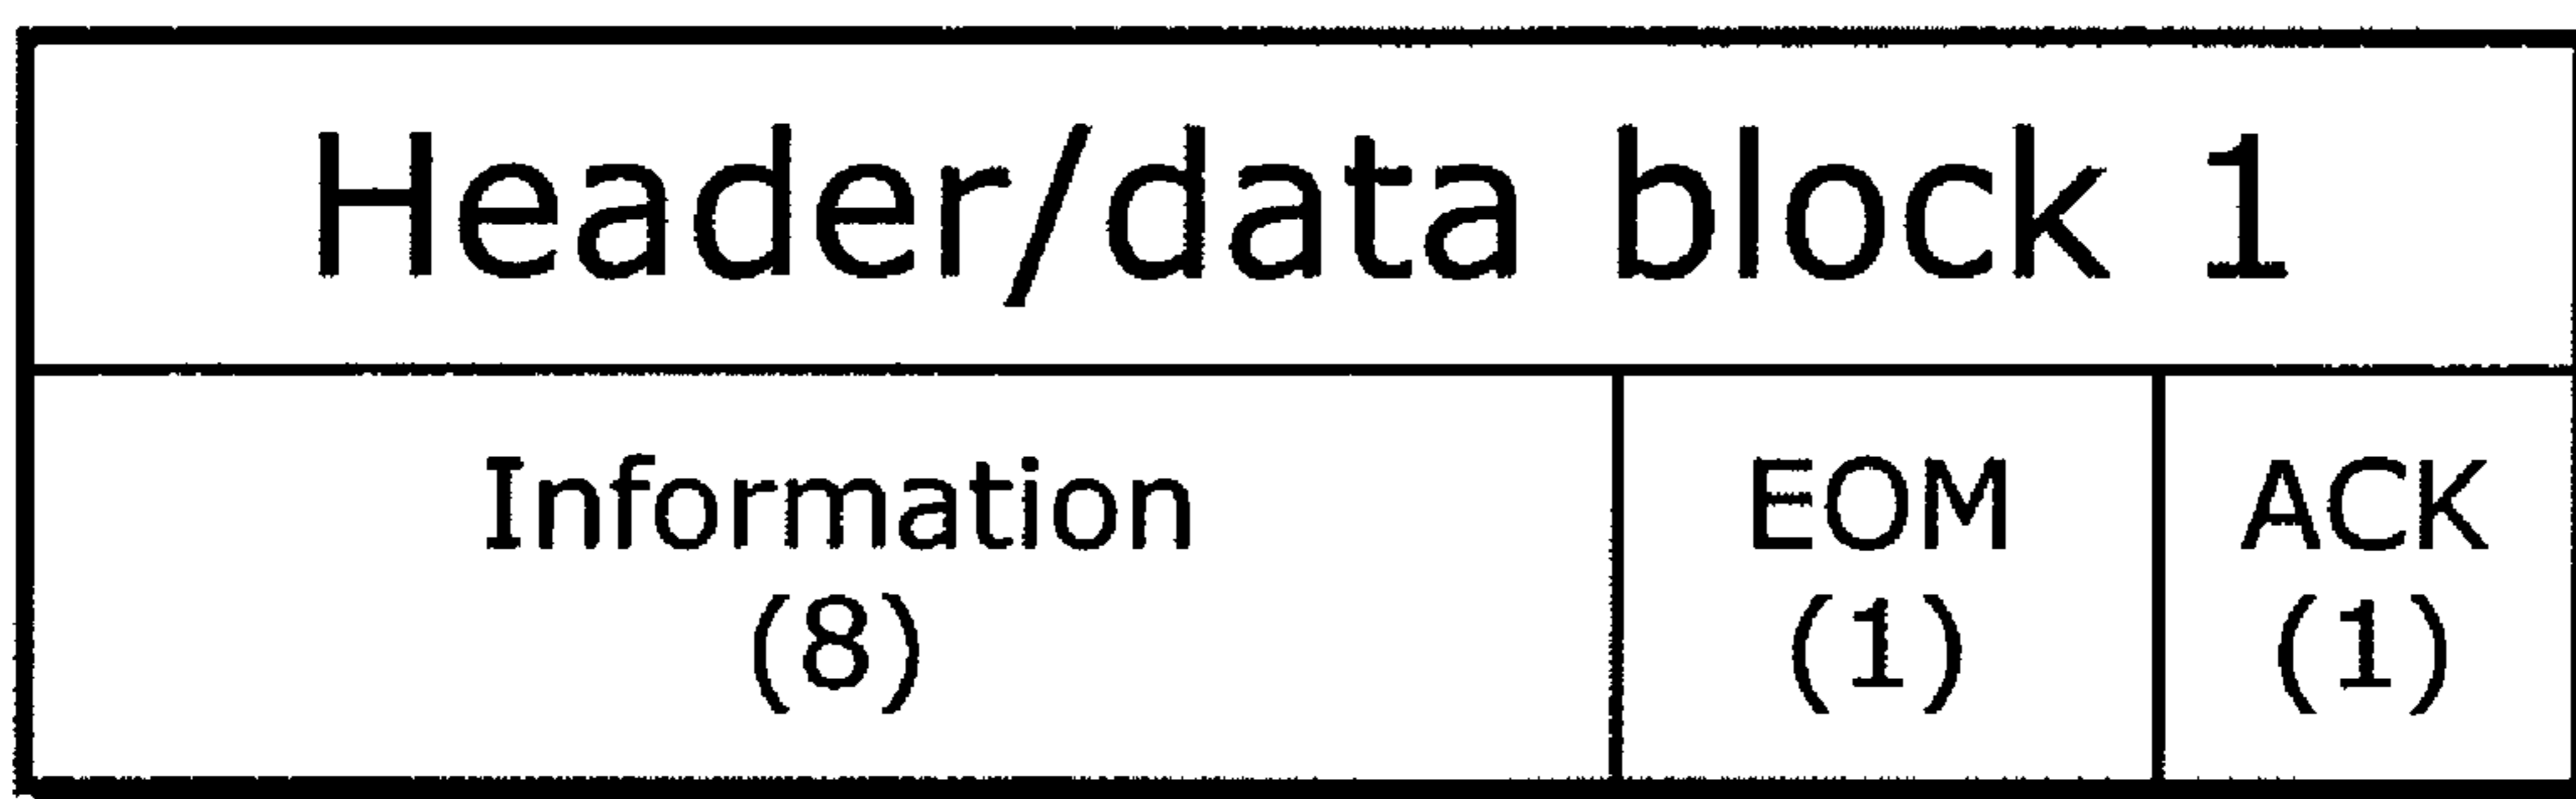 Header/data block 1
Information EOM ACK
(8) (1) (1)